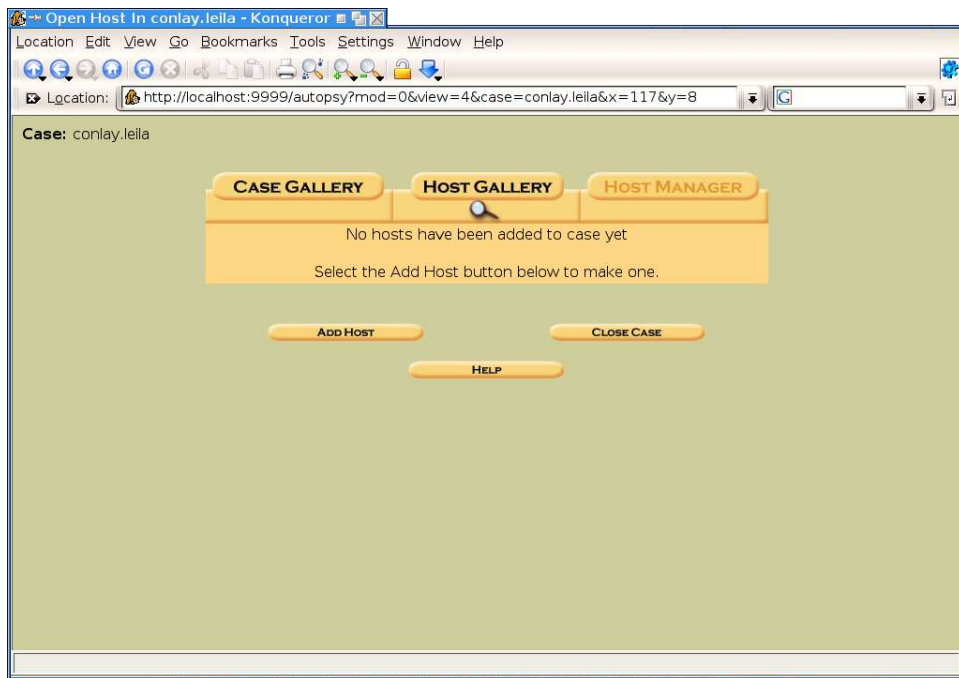 Open Host In conlay.leila - Konqueror
Location Edit View Go Bookmarks Tools Settings Window Help
Location: http://localhost:9999/autopsy?mod=0&view=4&case=conlay.leila&x=117&y=8 G
Case: conlay.leila
CASE GALLERY HOST GALLERY HOST MANAGER
No hosts have been added to case yet
Select the Add Host button below to make one.
ADD HOST CLOSE CASE
HELP